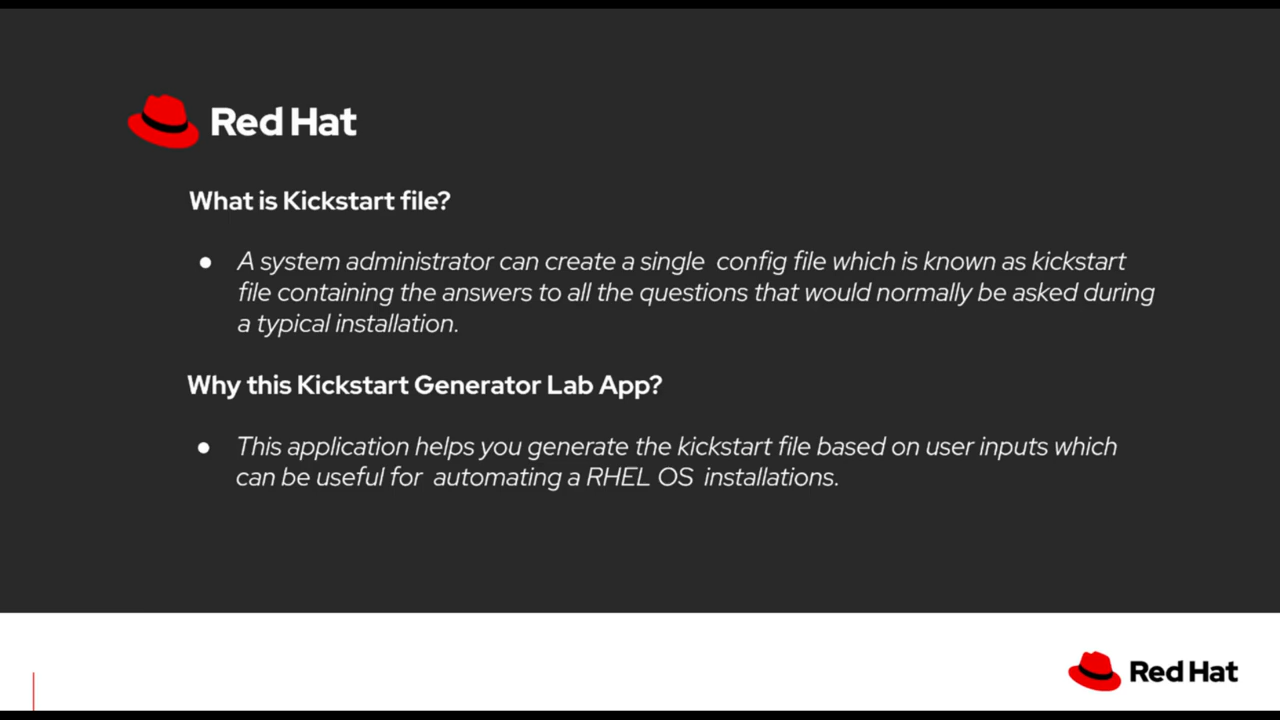 Red Hat
What is Kickstart file?
● A system administrator can create a single config file which is known as kickstart
file containing the answers to all the questions that would normally be asked during
a typical installation.
Why this Kickstart Generator Lab App?
● This application helps you generate the kickstart file based on user inputs which
can be useful for automating a RHEL OS installations.
Red Hat